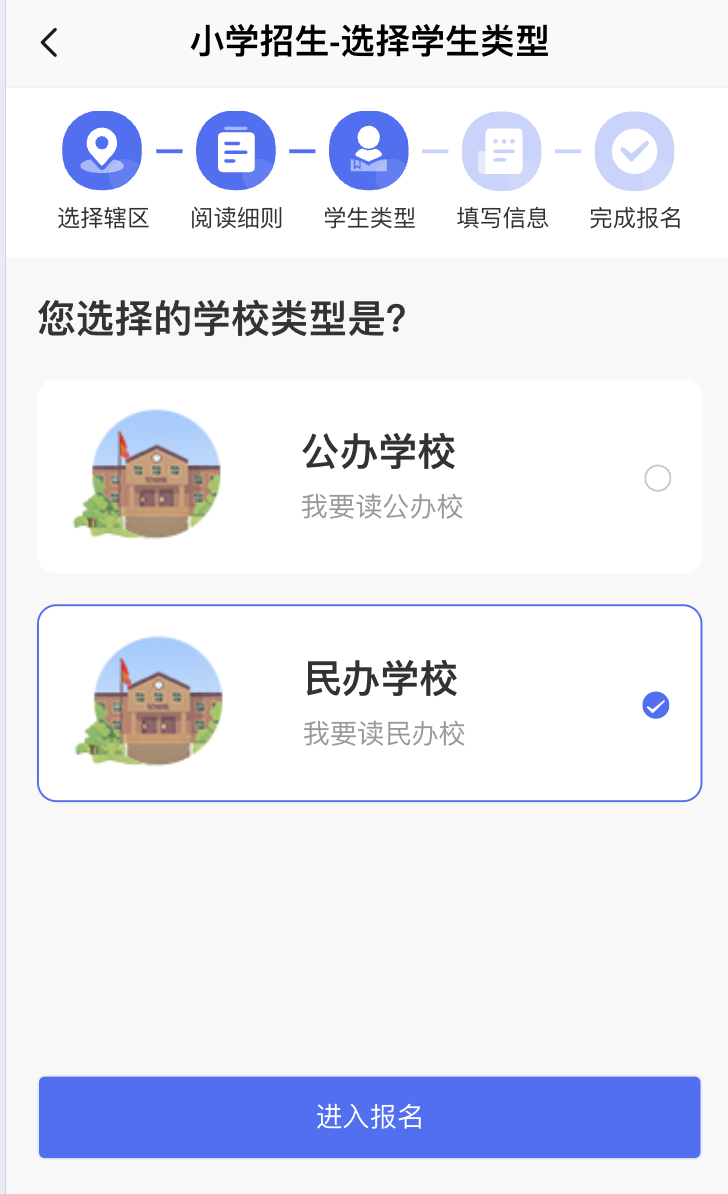 小学招生-选择学生类型
选择辖区 阅读细则 学生类型 填写信息 完成报名
您选择的学校类型是?
公办学校
我要读公办校
民办学校
我要读民办校
进入报名